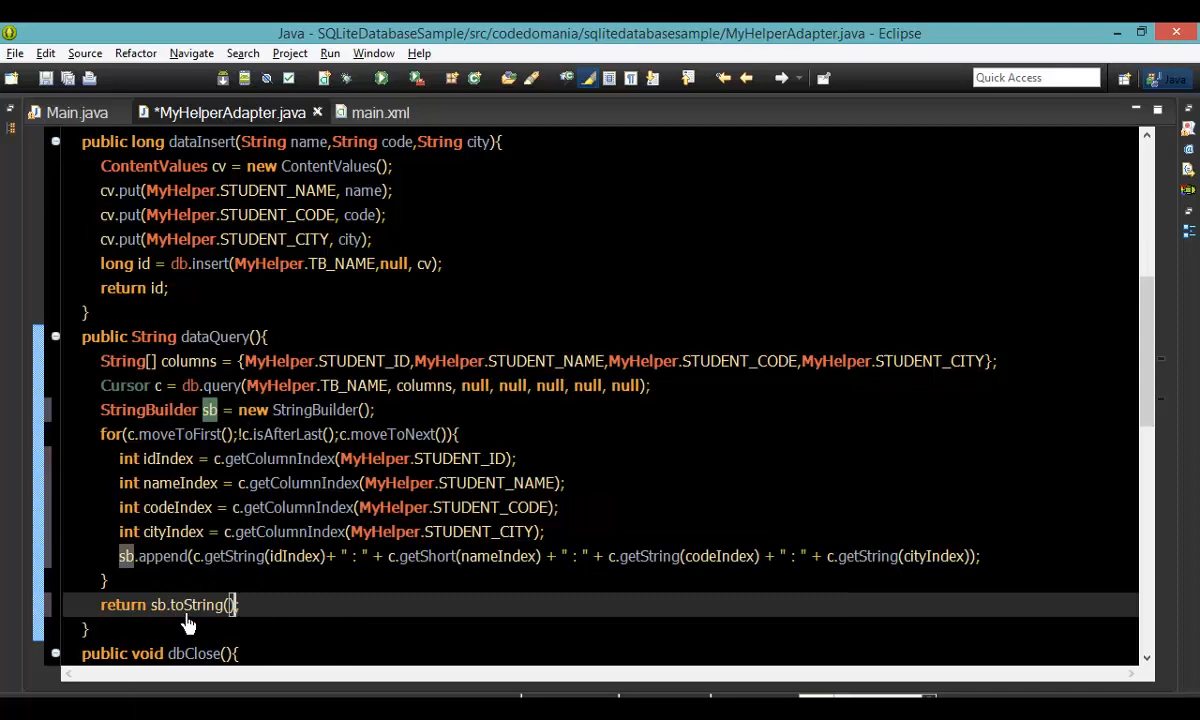 Java - SQLiteDatabaseSample/src/codedomania/sqlitedatabasesample/MyHelperAdapter.java - Eclipse
File Edit Source Refactor Navigate Search Project Run Window Help
Quick Access
Java
Main.java *MyHelperAdapter.java main.xml
public long dataInsert(String name,String code,String city){
ContentValues cv = new ContentValues();
cv.put(MyHelper.STUDENT_NAME, name);
cv.put(MyHelper.STUDENT_CODE, code);
cv.put(MyHelper.STUDENT_CITY, city);
long id = db.insert(MyHelper.TB_NAME,null, cv);
return id;
}
public String dataQuery(){
String[] columns = {MyHelper.STUDENT_ID,MyHelper.STUDENT_NAME,MyHelper.STUDENT_CODE,MyHelper.STUDENT_CITY};
Cursor c = db.query(MyHelper.TB_NAME, columns, null, null, null, null, null);
StringBuilder sb = new StringBuilder();
for(c.moveToFirst();!c.isAfterLast();c.moveToNext()){
int idIndex = c.getColumnIndex(MyHelper.STUDENT_ID);
int nameIndex = c.getColumnIndex(MyHelper.STUDENT_NAME);
int codeIndex = c.getColumnIndex(MyHelper.STUDENT_CODE);
int cityIndex = c.getColumnIndex(MyHelper.STUDENT_CITY);
sb.append(c.getString(idIndex)+ " : " + c.getShort(nameIndex) + " : " + c.getString(codeIndex) + " : " + c.getString(cityIndex));
}
return sb.toString();
}
public void dbClose(){